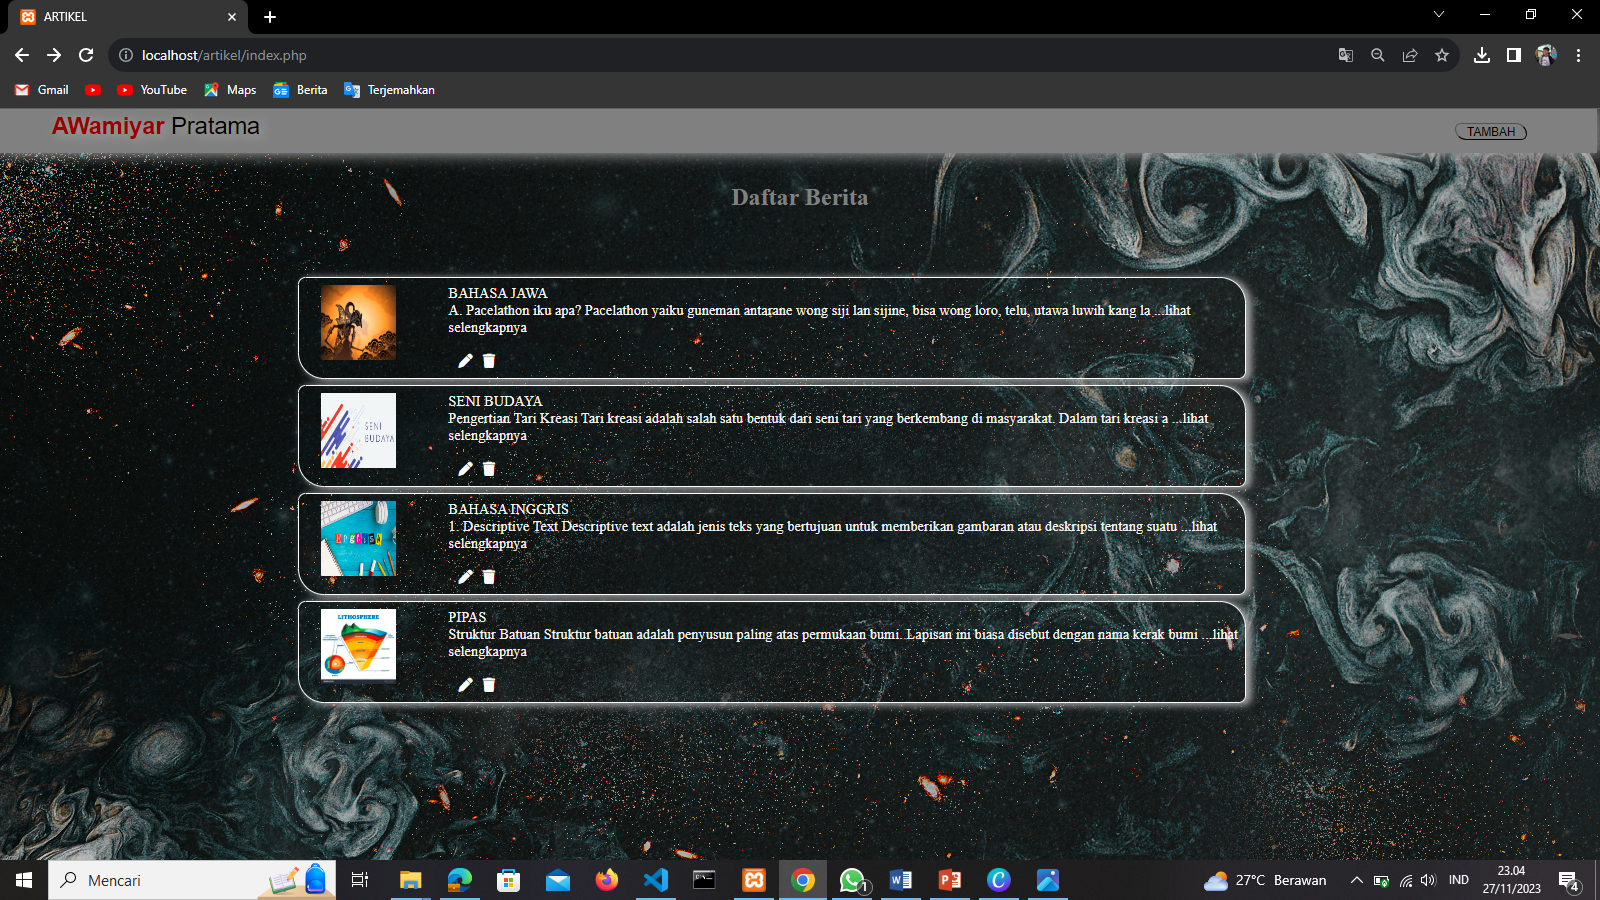 ARTIKEL
localhost/artikel/index.php
Gmail
YouTube
Maps
Berita
Terjemahkan
AWamiyar Pratama
TAMBAH
Daftar Berita
BAHASA JAWA
A. Pacelathon iku apa? Pacelathon yaiku guneman antarane wong siji lan sijine, bisa wong loro, telu, utawa luwih kang la ...lihat
selengkapnya
SENI BUDAYA
Pengertian Tari Kreasi Tari kreasi adalah salah satu bentuk dari seni tari yang berkembang di masyarakat. Dalam tari kreasi a ...lihat
selengkapnya
SENI
BUDAYA
BAHASA INGGRIS
1. Descriptive Text Descriptive text adalah jenis teks yang bertujuan untuk memberikan gambaran atau deskripsi tentang suatu ...lihat
selengkapnya
PIPAS
Struktur Batuan Struktur batuan adalah penyusun paling atas permukaan bumi. Lapisan ini biasa disebut dengan nama kerak bumi ...lihat
selengkapnya
LITHOSPHERE
Mencari
1
27°C Berawan
IND
23.04
27/11/2023
4